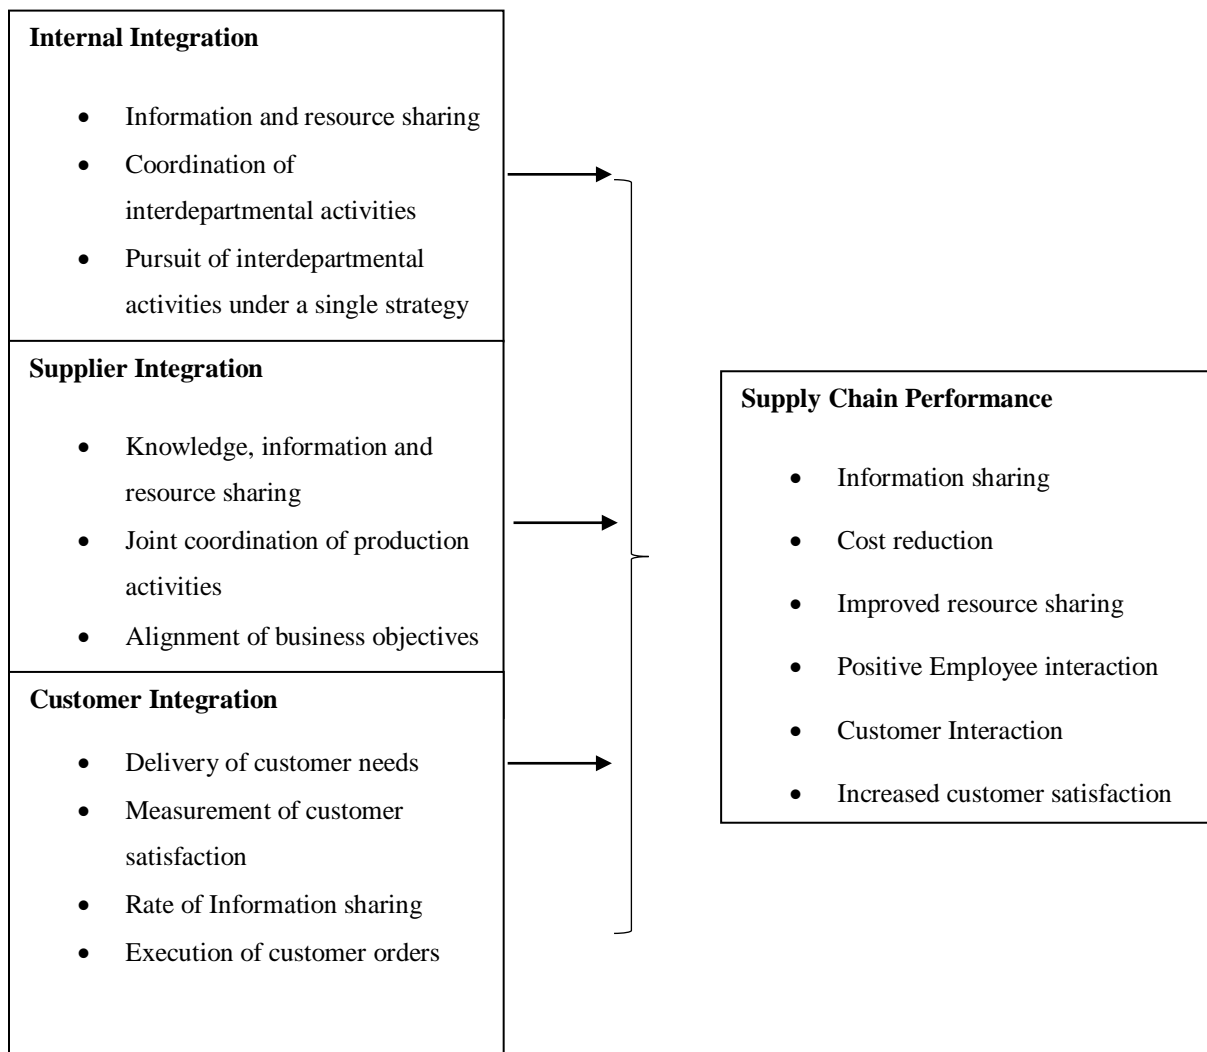 Internal Integration
• Information and resource sharing
• Coordination of
interdepartmental activities
• Pursuit of interdepartmental
activities under a single strategy
Supplier Integration
• Knowledge, information and
resource sharing
• Joint coordination of production
activities
• Alignment of business objectives
Customer Integration
• Delivery of customer needs
• Measurement of customer
satisfaction
• Rate of Information sharing
• Execution of customer orders
Supply Chain Performance
• Information sharing
• Cost reduction
• Improved resource sharing
• Positive Employee interaction
• Customer Interaction
• Increased customer satisfaction